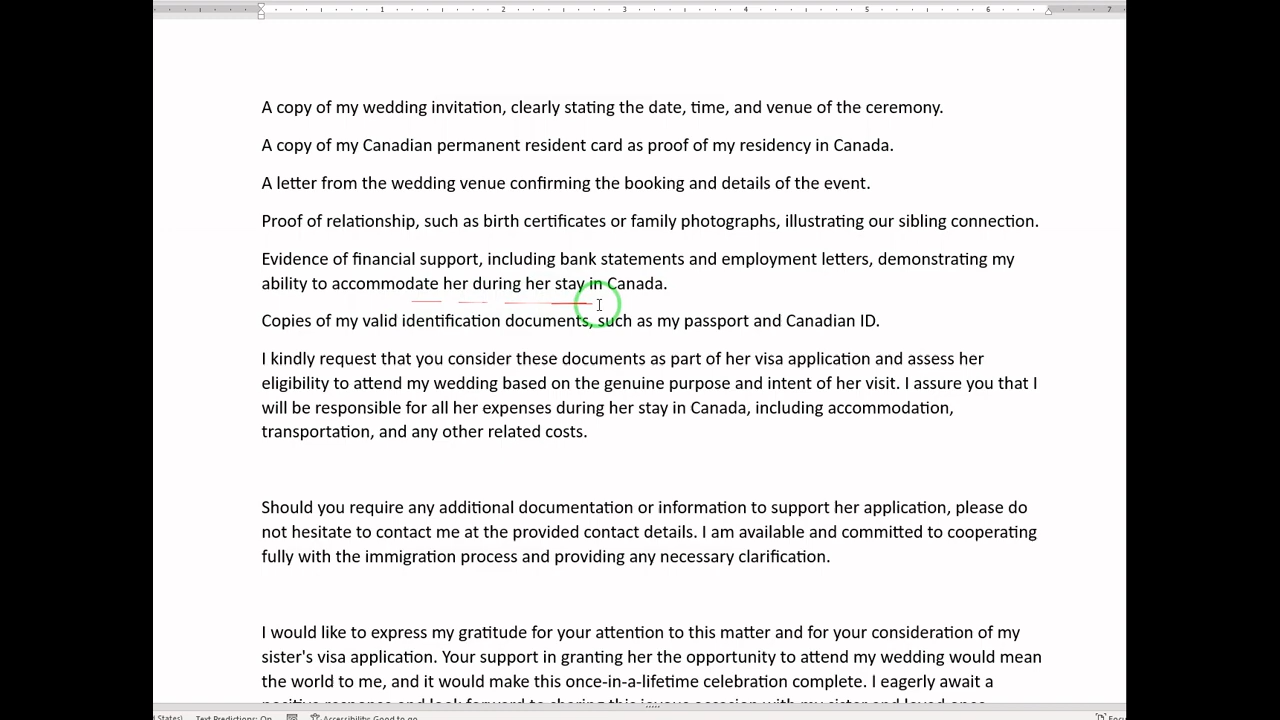 1 2 3 4 5 6 7
A copy of my wedding invitation, clearly stating the date, time, and venue of the ceremony.
A copy of my Canadian permanent resident card as proof of my residency in Canada.
A letter from the wedding venue confirming the booking and details of the event.
Proof of relationship, such as birth certificates or family photographs, illustrating our sibling connection.
Evidence of financial support, including bank statements and employment letters, demonstrating my
ability to accommodate her during her stay in Canada.
Copies of my valid identification documents, such as my passport and Canadian ID.
I kindly request that you consider these documents as part of her visa application and assess her
eligibility to attend my wedding based on the genuine purpose and intent of her visit. I assure you that I
will be responsible for all her expenses during her stay in Canada, including accommodation,
transportation, and any other related costs.
Should you require any additional documentation or information to support her application, please do
not hesitate to contact me at the provided contact details. I am available and committed to cooperating
fully with the immigration process and providing any necessary clarification.
I would like to express my gratitude for your attention to this matter and for your consideration of my
sister's visa application. Your support in granting her the opportunity to attend my wedding would mean
the world to me, and it would make this once-in-a-lifetime celebration complete. I eagerly await a
States) Text Predictions: On Accessibility: Good to go